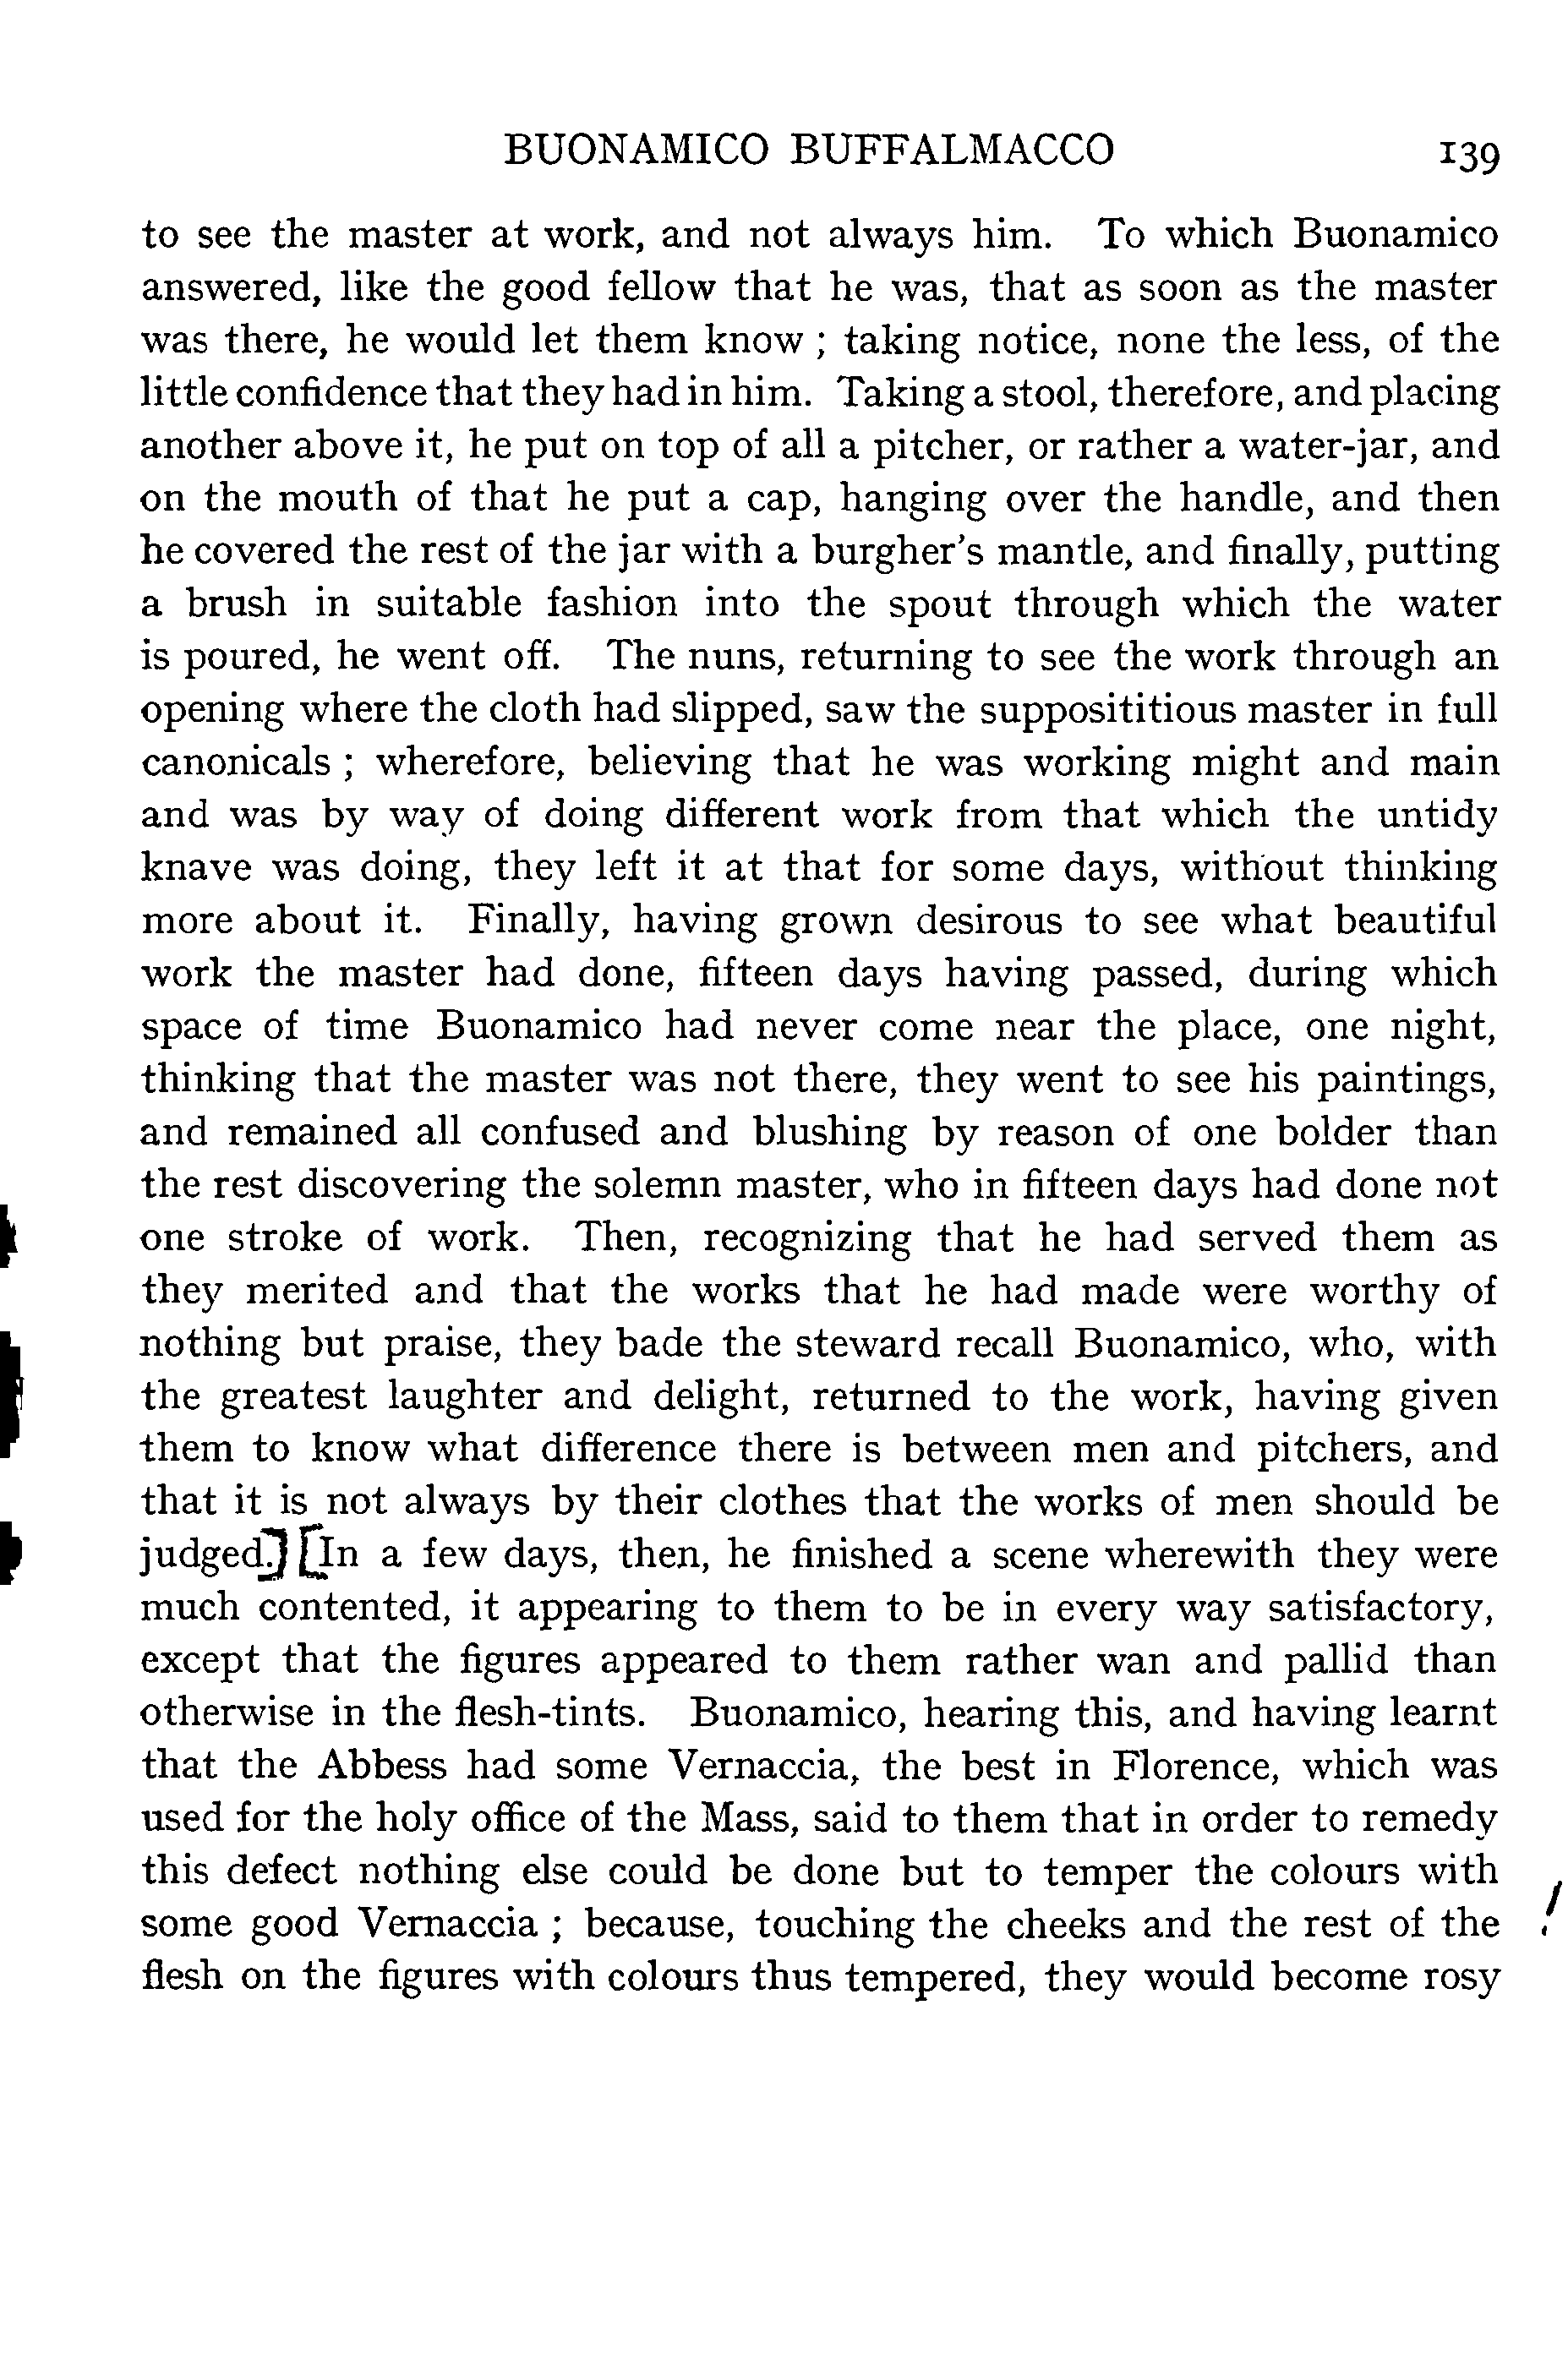 BUONAMICO BUFFALMACCO 139
to see the master at work, and not always him. To which Buonamico
answered, like the good fellow that he was, that as soon as the master
was there, he would let them know ; taking notice, none the less, of the
little confidence that they had in him. Taking a stool, therefore, and placing
another above it, he put on top of all a pitcher, or rather a water-jar, and
on the mouth of that he put a cap, hanging over the handle, and then
he covered the rest of the jar with a burgher's mantle, and finally, putting
a brush in suitable fashion into the spout through which the water
is poured, he went off. The nuns, returning to see the work through an
opening where the cloth had slipped, saw the supposititious master in full
canonicals ; wherefore, believing that he was working might and main
and was by way of doing different work from that which the untidy
knave was doing, they left it at that for some days, without thinking
more about it. Finally, having grown desirous to see what beautiful
work the master had done, fifteen days having passed, during which
space of time Buonamico had never come near the place, one night,
thinking that the master was not there, they went to see his paintings,
and remained all confused and blushing by reason of one bolder than
the rest discovering the solemn master, who in fifteen days had done not
one stroke of work. Then, recognizing that he had served them as
they merited and that the works that he had made were worthy of
nothing but praise, they bade the steward recall Buonamico, who, with
the greatest laughter and delight, returned to the work, having given
them to know what difference there is between men and pitchers, and
that it is not always by their clothes that the works of men should be
judged.] [In a few days, then, he finished a scene wherewith they were
much contented, it appearing to them to be in every way satisfactory,
except that the figures appeared to them rather wan and pallid than
otherwise in the flesh-tints. Buonamico, hearing this, and having learnt
that the Abbess had some Vernaccia, the best in Florence, which was
used for the holy office of the Mass, said to them that in order to remedy
this defect nothing else could be done but to temper the colours with
some good Vernaccia ; because, touching the cheeks and the rest of the !
flesh on the figures with colours thus tempered, they would become rosy